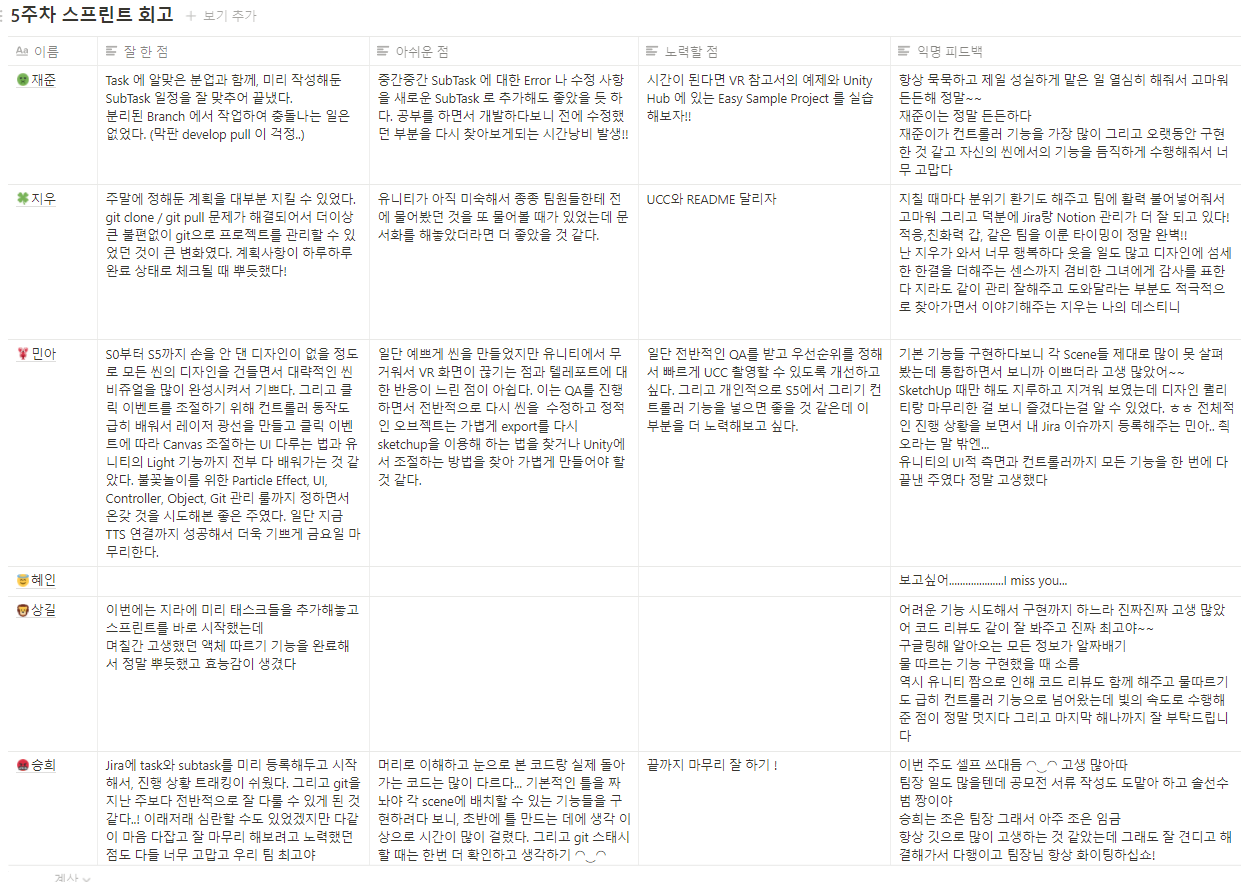 5주차 스프린트 회고
+ 보기 추가
Aa 이름
잘 한 점
아쉬운 점
노력할 점
익명 피드백
재준
Task 에 알맞은 분업과 함께, 미리 작성해둔
SubTask 일정을 잘 맞추어 끝냈다.
분리된 Branch 에서 작업하여 충돌나는 일은
없었다. (막판 develop pull 이 걱정..)
중간중간 SubTask 에 대한 Error 나 수정 사항
을 새로운 SubTask 로 추가해도 좋았을 듯 하
다. 공부를 하면서 개발하다보니 전에 수정했
던 부분을 다시 찾아보게되는 시간낭비 발생!!
시간이 된다면 VR 참고서의 예제와 Unity
Hub 에 있는 Easy Sample Project 를 실습
해보자!!
항상 묵묵하고 제일 성실하게 맡은 일 열심히 해줘서 고마워
든든해 정말~~
재준이는 정말 든든하다
재준이가 컨트롤러 기능을 가장 많이 그리고 오랫동안 구현
한 것 같고 자신의 씬에서의 기능을 듬직하게 수행해줘서 너
무 고맙다
지우
주말에 정해둔 계획을 대부분 지킬 수 있었다.
git clone / git pull 문제가 해결되어서 더이상
큰 불편없이 git으로 프로젝트를 관리할 수 있
었던 것이 큰 변화였다. 계획사항이 하루하루
완료 상태로 체크될 때 뿌듯했다!
유니티가 아직 미숙해서 종종 팀원들한테 전
에 물어봤던 것을 또 물어볼 때가 있었는데 문
서화를 해놓았더라면 더 좋았을 것 같다.
UCC와 README 달리자
지칠 때마다 분위기 환기도 해주고 팀에 활력 불어넣어줘서
고마워 그리고 덕분에 Jira랑 Notion 관리가 더 잘 되고 있다!
적응,친화력 갑, 같은 팀을 이룬 타이밍이 정말 완벽!!
난 지우가 와서 너무 행복하다 웃을 일도 많고 디자인에 섬세
한 한결을 더해주는 센스까지 겸비한 그녀에게 감사를 표한
다 지라도 같이 관리 잘해주고 도와달라는 부분도 적극적으
로 찾아가면서 이야기해주는 지우는 나의 데스티니
민아
S0부터 S5까지 손을 안 댄 디자인이 없을 정도
로 모든 씬의 디자인을 건들면서 대략적인 씬
비쥬얼을 많이 완성시켜서 기쁘다. 그리고 클
릭 이벤트를 조절하기 위해 컨트롤러 동작도
급히 배워서 레이저 광선을 만들고 클릭 이벤
트에 따라 Canvas 조절하는 UI 다루는 법과 유
니티의 Light 기능까지 전부 다 배워가는 것 같
았다. 불꽃놀이를 위한 Particle Effect, UI,
Controller, Object, Git 관리 룰까지 정하면서
온갖 것을 시도해본 좋은 주였다. 일단 지금
TTS 연결까지 성공해서 더욱 기쁘게 금요일 마
무리한다.
일단 예쁘게 씬을 만들었지만 유니티에서 무
거워서 VR 화면이 끊기는 점과 텔레포트에 대
한 반응이 느린 점이 아쉽다. 이는 QA를 진행
하면서 전반적으로 다시 씬을 수정하고 정적
인 오브젝트는 가볍게 export를 다시
sketchup을 이용해 하는 법을 찾거나 Unity에
서 조절하는 방법을 찾아 가볍게 만들어야 할
것 같다.
일단 전반적인 QA를 받고 우선순위를 정해
서 빠르게 UCC 촬영할 수 있도록 개선하고
싶다. 그리고 개인적으로 S5에서 그리기 컨
트롤러 기능을 넣으면 좋을 것 같은데 이
부분을 더 노력해보고 싶다.
기본 기능들 구현하다보니 각 Scene들 제대로 많이 못 살펴
봤는데 통합하면서 보니까 이쁘더라 고생 많았어~~
SketchUp 때만 해도 지루하고 지겨워 보였는데 디자인 퀄리
티랑 마무리한 걸 보니 즐겼다는걸 알 수 있었다. ㅎㅎ 전체적
인 진행 상황을 보면서 내 Jira 이슈까지 등록해주는 민아.. 쵝
오라는 말 밖엔...
유니티의 UI적 측면과 컨트롤러까지 모든 기능을 한 번에 다
끝낸 주였다 정말 고생했다
혜인
보고싶어....................I miss you...
상길
이번에는 지라에 미리 태스크들을 추가해놓고
스프린트를 바로 시작했는데
며칠간 고생했던 액체 따르기 기능을 완료해
서 정말 뿌듯했고 효능감이 생겼다
어려운 기능 시도해서 구현까지 하느라 진짜진짜 고생 많았
어 코드 리뷰도 같이 잘 봐주고 진짜 최고야~~
구글링해 알아오는 모든 정보가 알짜배기
물 따르는 기능 구현했을 때 소름
역시 유니티 짬으로 인해 코드 리뷰도 함께 해주고 물따르기
도 급히 컨트롤러 기능으로 넘어왔는데 빛의 속도로 수행해
준 점이 정말 멋지다 그리고 마지막 해나까지 잘 부탁드립니
다
승희
Jira에 task와 subtask를 미리 등록해두고 시작
해서, 진행 상황 트래킹이 쉬웠다. 그리고 git을
지난 주보다 전반적으로 잘 다룰 수 있게 된 것
같다..! 이래저래 심란할 수도 있었겠지만 다같
이 마음 다잡고 잘 마무리 해보려고 노력했던
점도 다들 너무 고맙고 우리 팀 최고야
머리로 이해하고 눈으로 본 코드랑 실제 돌아
가는 코드는 많이 다르다... 기본적인 틀을 짜
놔야 각 scene에 배치할 수 있는 기능들을 구
현하려다 보니, 초반에 틀 만드는 데에 생각 이
상으로 시간이 많이 걸렸다. 그리고 git 스태시
할 때는 한번 더 확인하고 생각하기 ◠‿◠
끝까지 마무리 잘 하기 !
이번 주도 셀프 쓰대듬 ◠‿◠ 고생 많아따
팀장 일도 많을텐데 공모전 서류 작성도 도맡아 하고 솔선수
범 짱이야
승희는 조은 팀장 그래서 아주 조은 임금
항상 깃으로 많이 고생하는 것 같았는데 그래도 잘 견디고 해
결해가서 다행이고 팀장님 항상 화이팅하십쇼!
계산